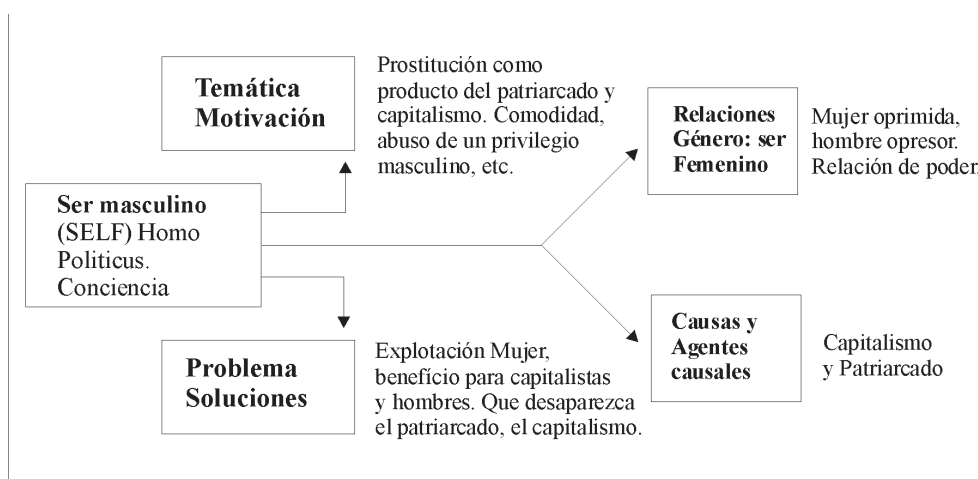 Temática
Motivación
Prostitución como
producto del patriarcado y
capitalismo. Comodidad,
abuso de un privilegio
masculino, etc.
Relaciones
Género: ser
Femenino
Mujer oprimida,
hombre opresor.
Relación de poder
Ser masculino
(SELF) Homo
Politicus.
Conciencia
Problema
Soluciones
Explotación Mujer,
benefício para capitalistas
y hombres. Que desaparezca
el patriarcado, el capitalismo.
Causas y
Agentes
causales
Capitalismo
y Patriarcado